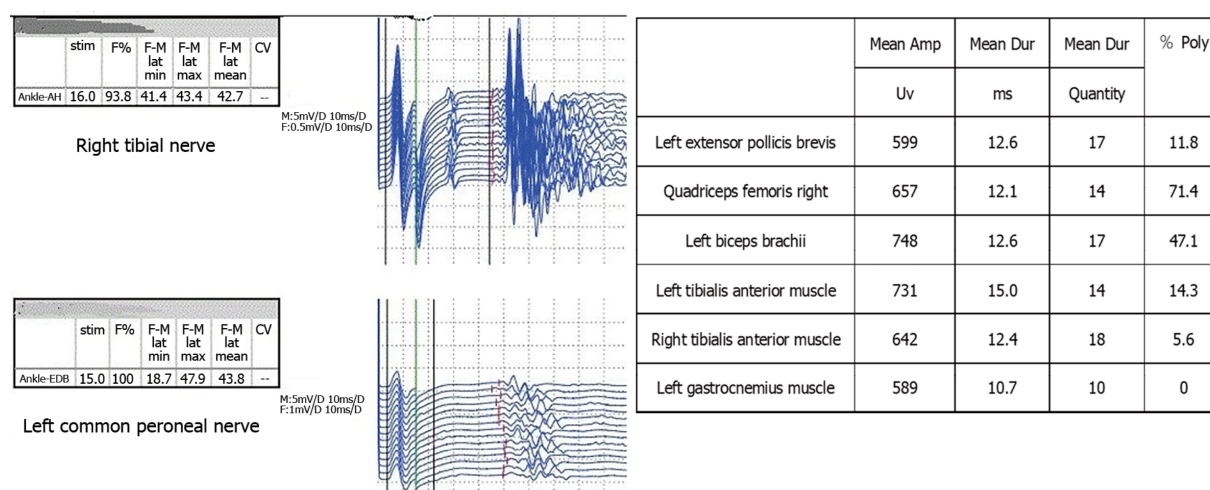 stim F% F-M lat min F-M lat max F-M lat mean CV
Ankle-AH 16.0 93.8 41.4 43.4 42.7 --
M:5mV/D 10ms/D
F:0.5mV/D 10ms/D
Right tibial nerve
stim F% F-M lat min F-M lat max F-M lat mean CV
Ankle-EDB 15.0 100 18.7 47.9 43.8 --
M:5mV/D 10ms/D
F:1mV/D 10ms/D
Left common peroneal nerve
Mean Amp Mean Dur Mean Dur % Poly
Uv ms Quantity
Left extensor pollicis brevis 599 12.6 17 11.8
Quadriceps femoris right 657 12.1 14 71.4
Left biceps brachii 748 12.6 17 47.1
Left tibialis anterior muscle 731 15.0 14 14.3
Right tibialis anterior muscle 642 12.4 18 5.6
Left gastrocnemius muscle 589 10.7 10 0